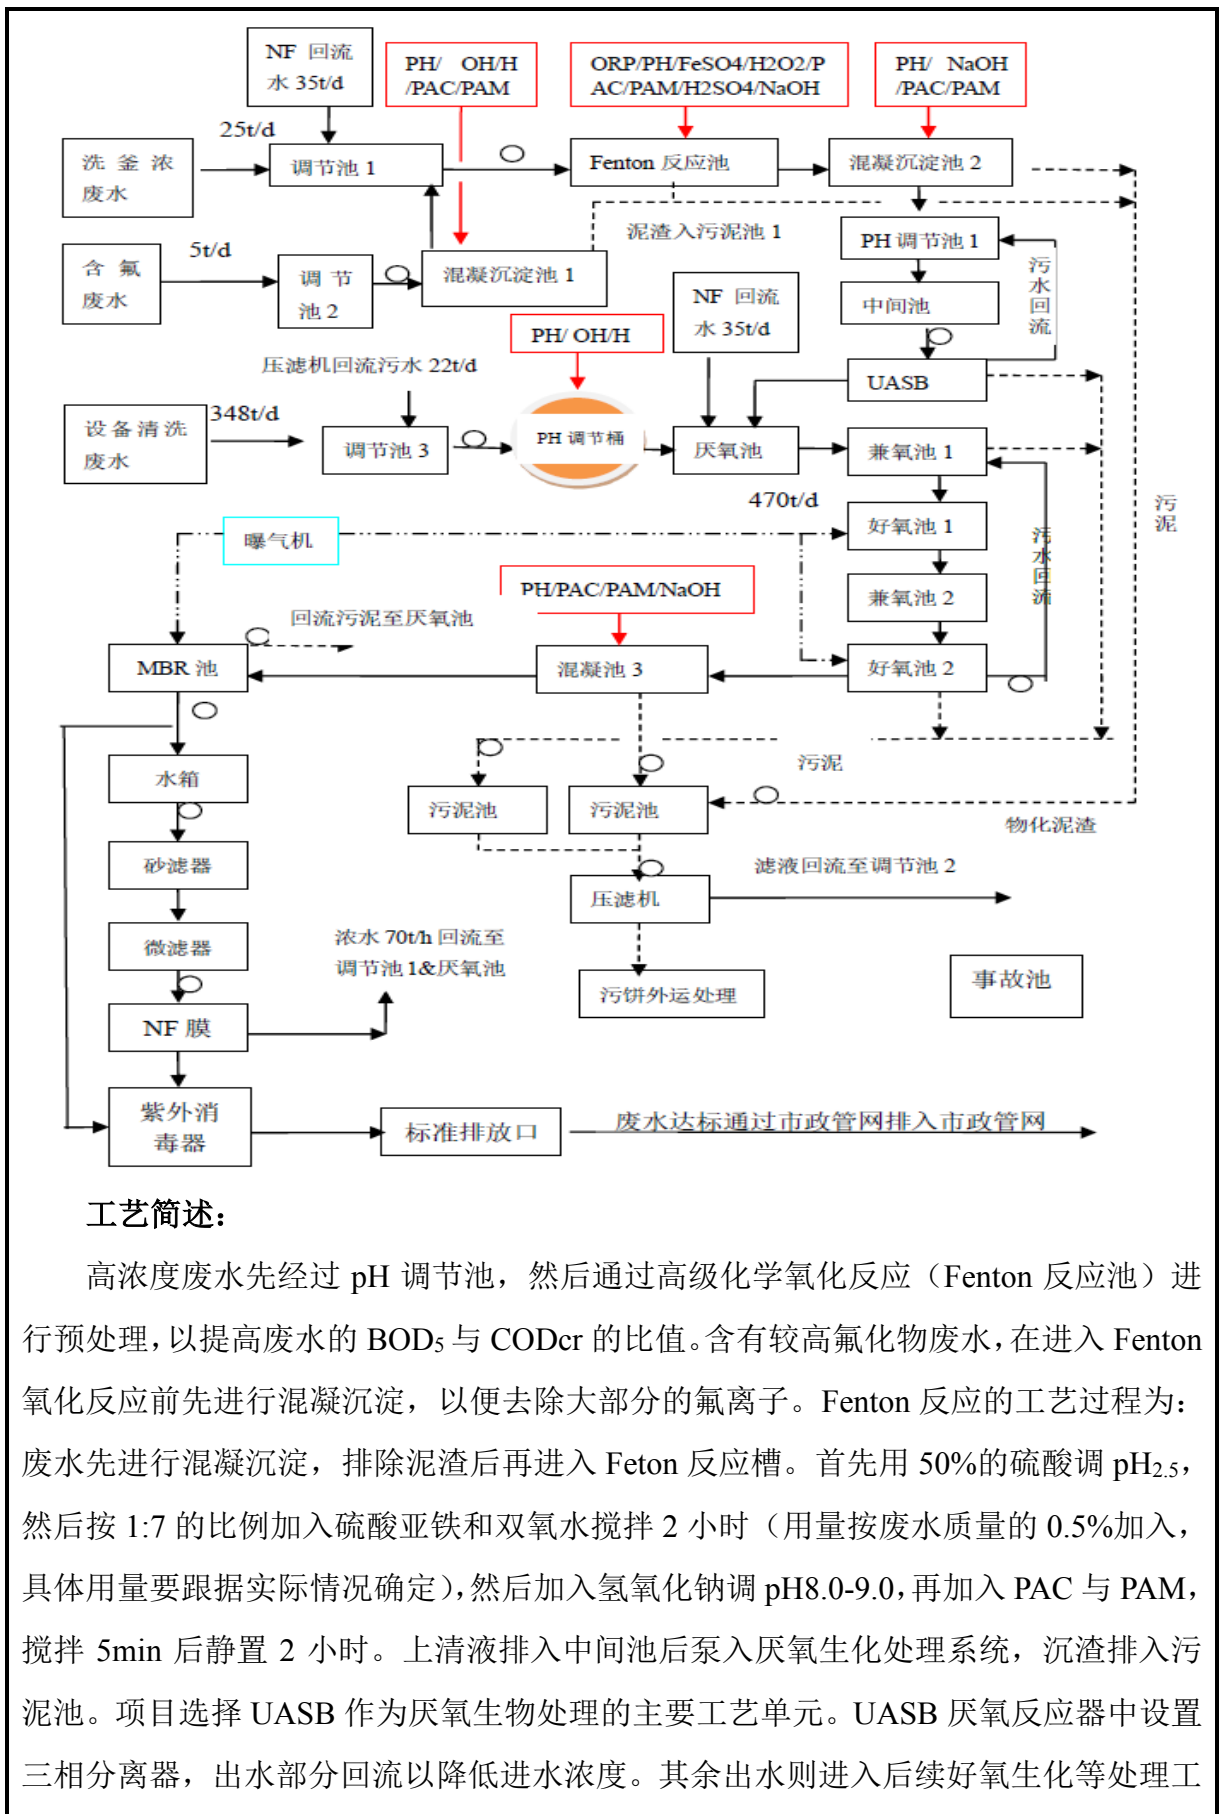 NF 回流
水 35t/d
PH/ OH/H
/PAC/PAM
ORP/PH/FeSO4/H2O2/P
AC/PAM/H2SO4/NaOH
PH/ NaOH
/PAC/PAM
25t/d
洗釜浓
废水
调节池 1
Fenton 反应池
混凝沉淀池 2
泥渣入污泥池 1
PH 调节池 1
5t/d
含氟
废水
调节
池 2
混凝沉淀池 1
污水回流
NF 回流
水 35t/d
中间池
PH/ OH/H
压滤机回流污水 22t/d
UASB
设备清洗
废水
348t/d
调节池 3
PH 调节桶
厌氧池
兼氧池 1
470t/d
污泥
好氧池 1
曝气机
污水回流
PH/PAC/PAM/NaOH
兼氧池 2
回流污泥至厌氧池
MBR 池
混凝池 3
好氧池 2
污泥
水箱
污泥池
污泥池
物化泥渣
砂滤器
滤液回流至调节池 2
压滤机
微滤器
浓水 70t/h 回流至
调节池 1&厌氧池
事故池
污饼外运处理
NF 膜
紫外消
毒器
标准排放口
废水达标通过市政管网排入市政管网
工艺简述：
高浓度废水先经过 pH 调节池，然后通过高级化学氧化反应（Fenton 反应池）进
行预处理，以提高废水的 BOD₅ 与 CODcr 的比值。含有较高氟化物废水，在进入 Fenton
氧化反应前先进行混凝沉淀，以便去除大部分的氟离子。Fenton 反应的工艺过程为：
废水先进行混凝沉淀，排除泥渣后再进入 Feton 反应槽。首先用 50%的硫酸调 pH₂.₅，
然后按 1:7 的比例加入硫酸亚铁和双氧水搅拌 2 小时（用量按废水质量的 0.5%加入，
具体用量要跟据实际情况确定），然后加入氢氧化钠调 pH8.0-9.0，再加入 PAC 与 PAM，
搅拌 5min 后静置 2 小时。上清液排入中间池后泵入厌氧生化处理系统，沉渣排入污
泥池。项目选择 UASB 作为厌氧生物处理的主要工艺单元。UASB 厌氧反应器中设置
三相分离器，出水部分回流以降低进水浓度。其余出水则进入后续好氧生化等处理工